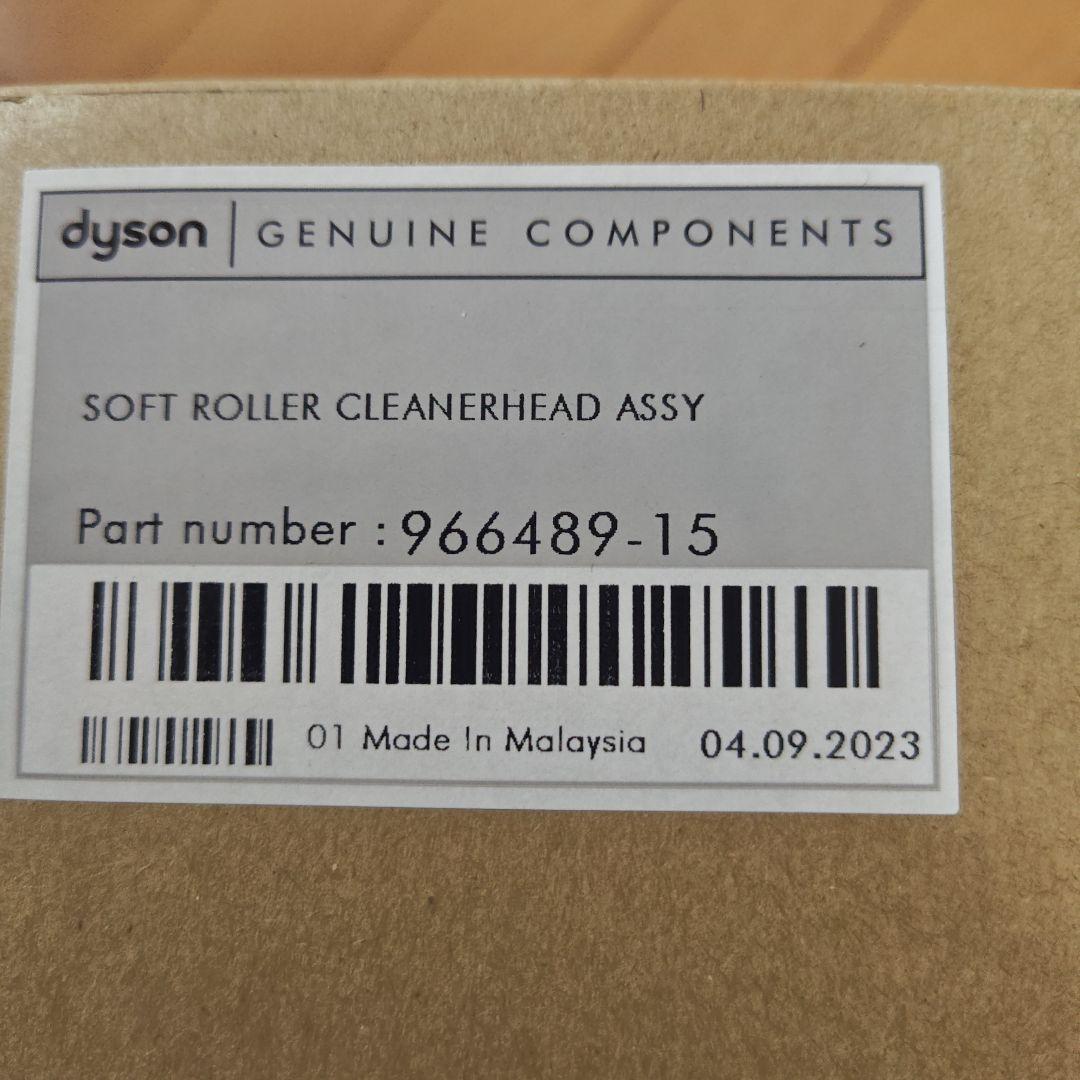 dyson | GENUINE COMPONENTS
SOFT ROLLER CLEANERHEAD ASSY
Part number : 966489-15
01 Made In Malaysia 04.09.2023